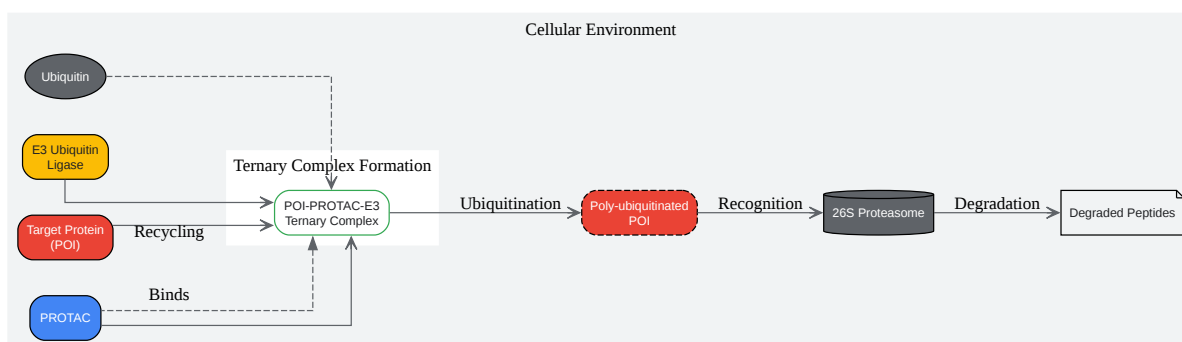 Cellular Environment
Ubiquitin
E3 Ubiquitin
Ligase
Ternary Complex Formation
POI-PROTAC-E3
Ternary Complex
Ubiquitination
Poly-ubiquitinated
POI
Recognition
26S Proteasome
Degradation
Degraded Peptides
Target Protein
(POI)
Recycling
Binds
PROTAC